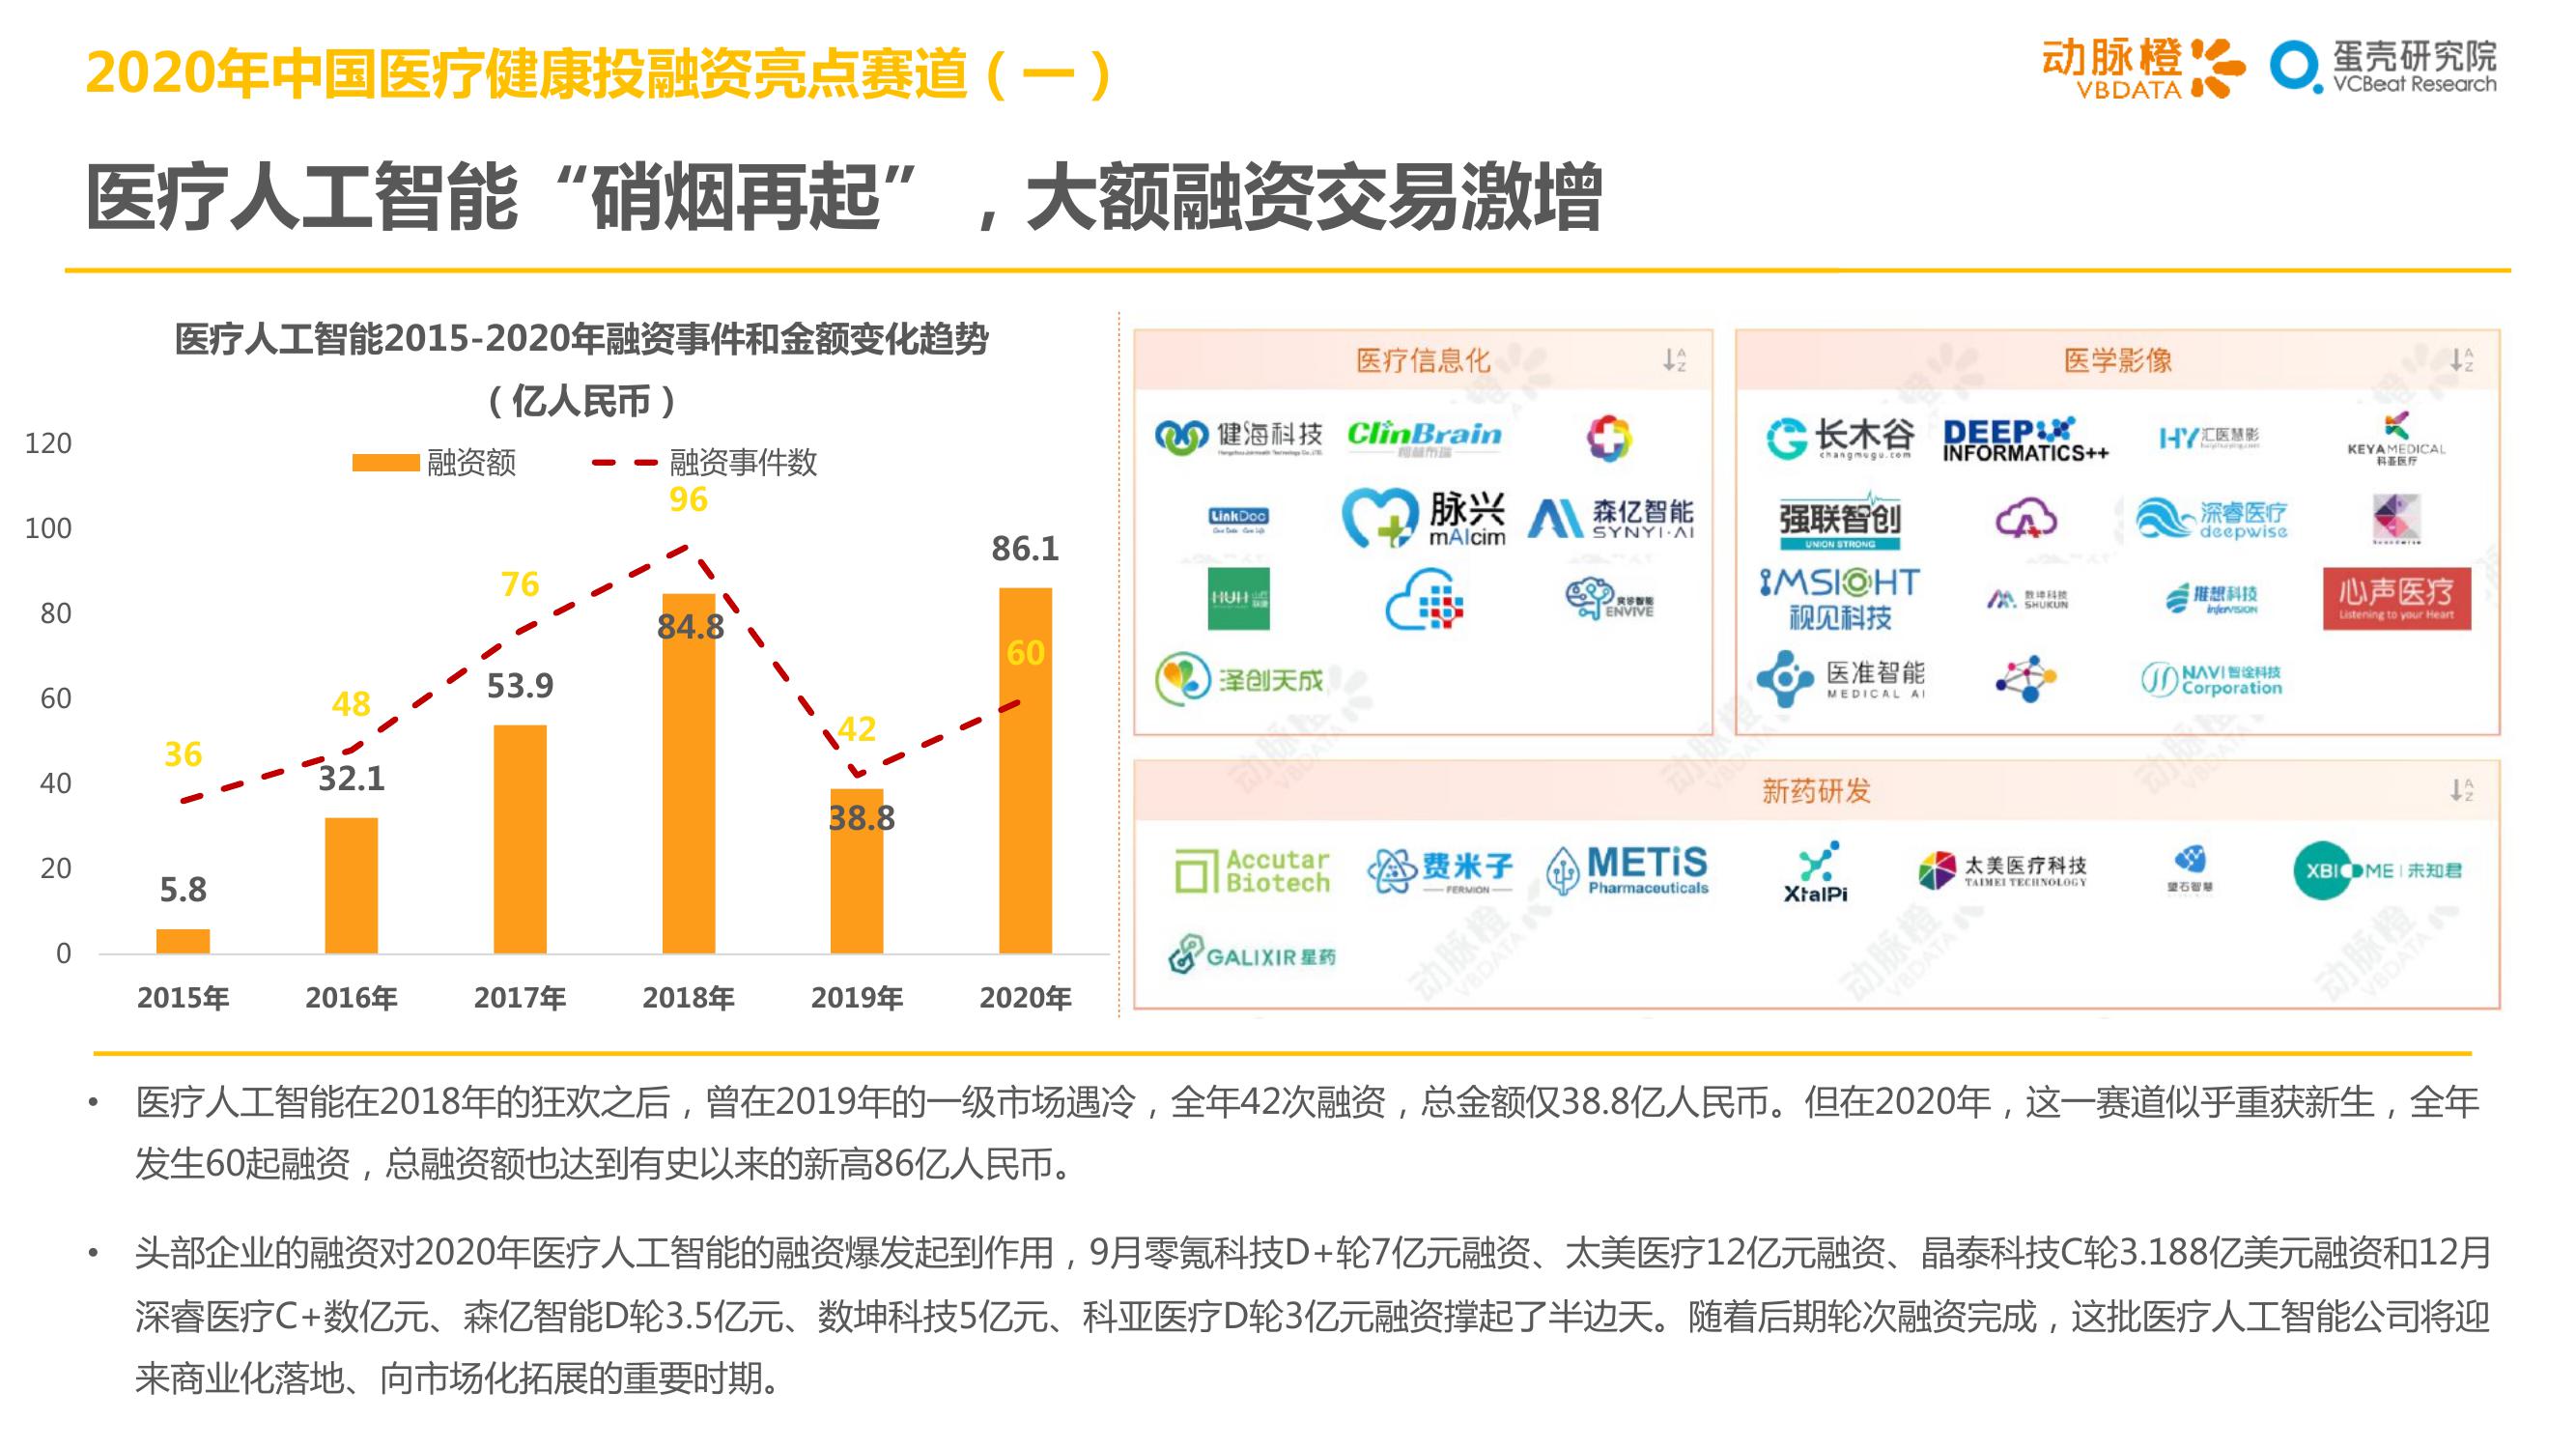 2020年中国医疗健康投融资亮点赛道（一）
动脉橙
VBDATA
蛋壳研究院
VCBeat Research
医疗人工智能“硝烟再起”，大额融资交易激增
医疗人工智能2015-2020年融资事件和金额变化趋势
（亿人民币）
融资额
融资事件数
120
100
80
60
40
20
0
36
48
76
96
42
60
5.8
32.1
53.9
84.8
38.8
86.1
2015年
2016年
2017年
2018年
2019年
2020年
医疗信息化
健海科技
ClinBrain
LinkDoc
脉兴
mAIcim
森亿智能
SYNYI·AI
ENVIVE
泽创天成
医学影像
长木谷
changmugu.com
DEEP
INFORMATICS++
HY汇医慧影
KEYAMEDICAL
科亚医疗
强联智创
UNION STRONG
深睿医疗
deepwise
iMSIGHT
视见科技
数坤科技
SHUKUN
推想科技
infervision
心声医疗
Listening to your Heart
医准智能
MEDICAL AI
NAVI智诠科技
Corporation
新药研发
Accutar
Biotech
费米子
FERMION
METiS
Pharmaceuticals
XtalPi
太美医疗科技
TAIMEI TECHNOLOGY
望石智慧
XBIOME|未知君
GALIXIR星药
• 医疗人工智能在2018年的狂欢之后，曾在2019年的一级市场遇冷，全年42次融资，总金额仅38.8亿人民币。但在2020年，这一赛道似乎重获新生，全年
发生60起融资，总融资额也达到有史以来的新高86亿人民币。
• 头部企业的融资对2020年医疗人工智能的融资爆发起到作用，9月零氪科技D+轮7亿元融资、太美医疗12亿元融资、晶泰科技C轮3.188亿美元融资和12月
深睿医疗C+数亿元、森亿智能D轮3.5亿元、数坤科技5亿元、科亚医疗D轮3亿元融资撑起了半边天。随着后期轮次融资完成，这批医疗人工智能公司将迎
来商业化落地、向市场化拓展的重要时期。